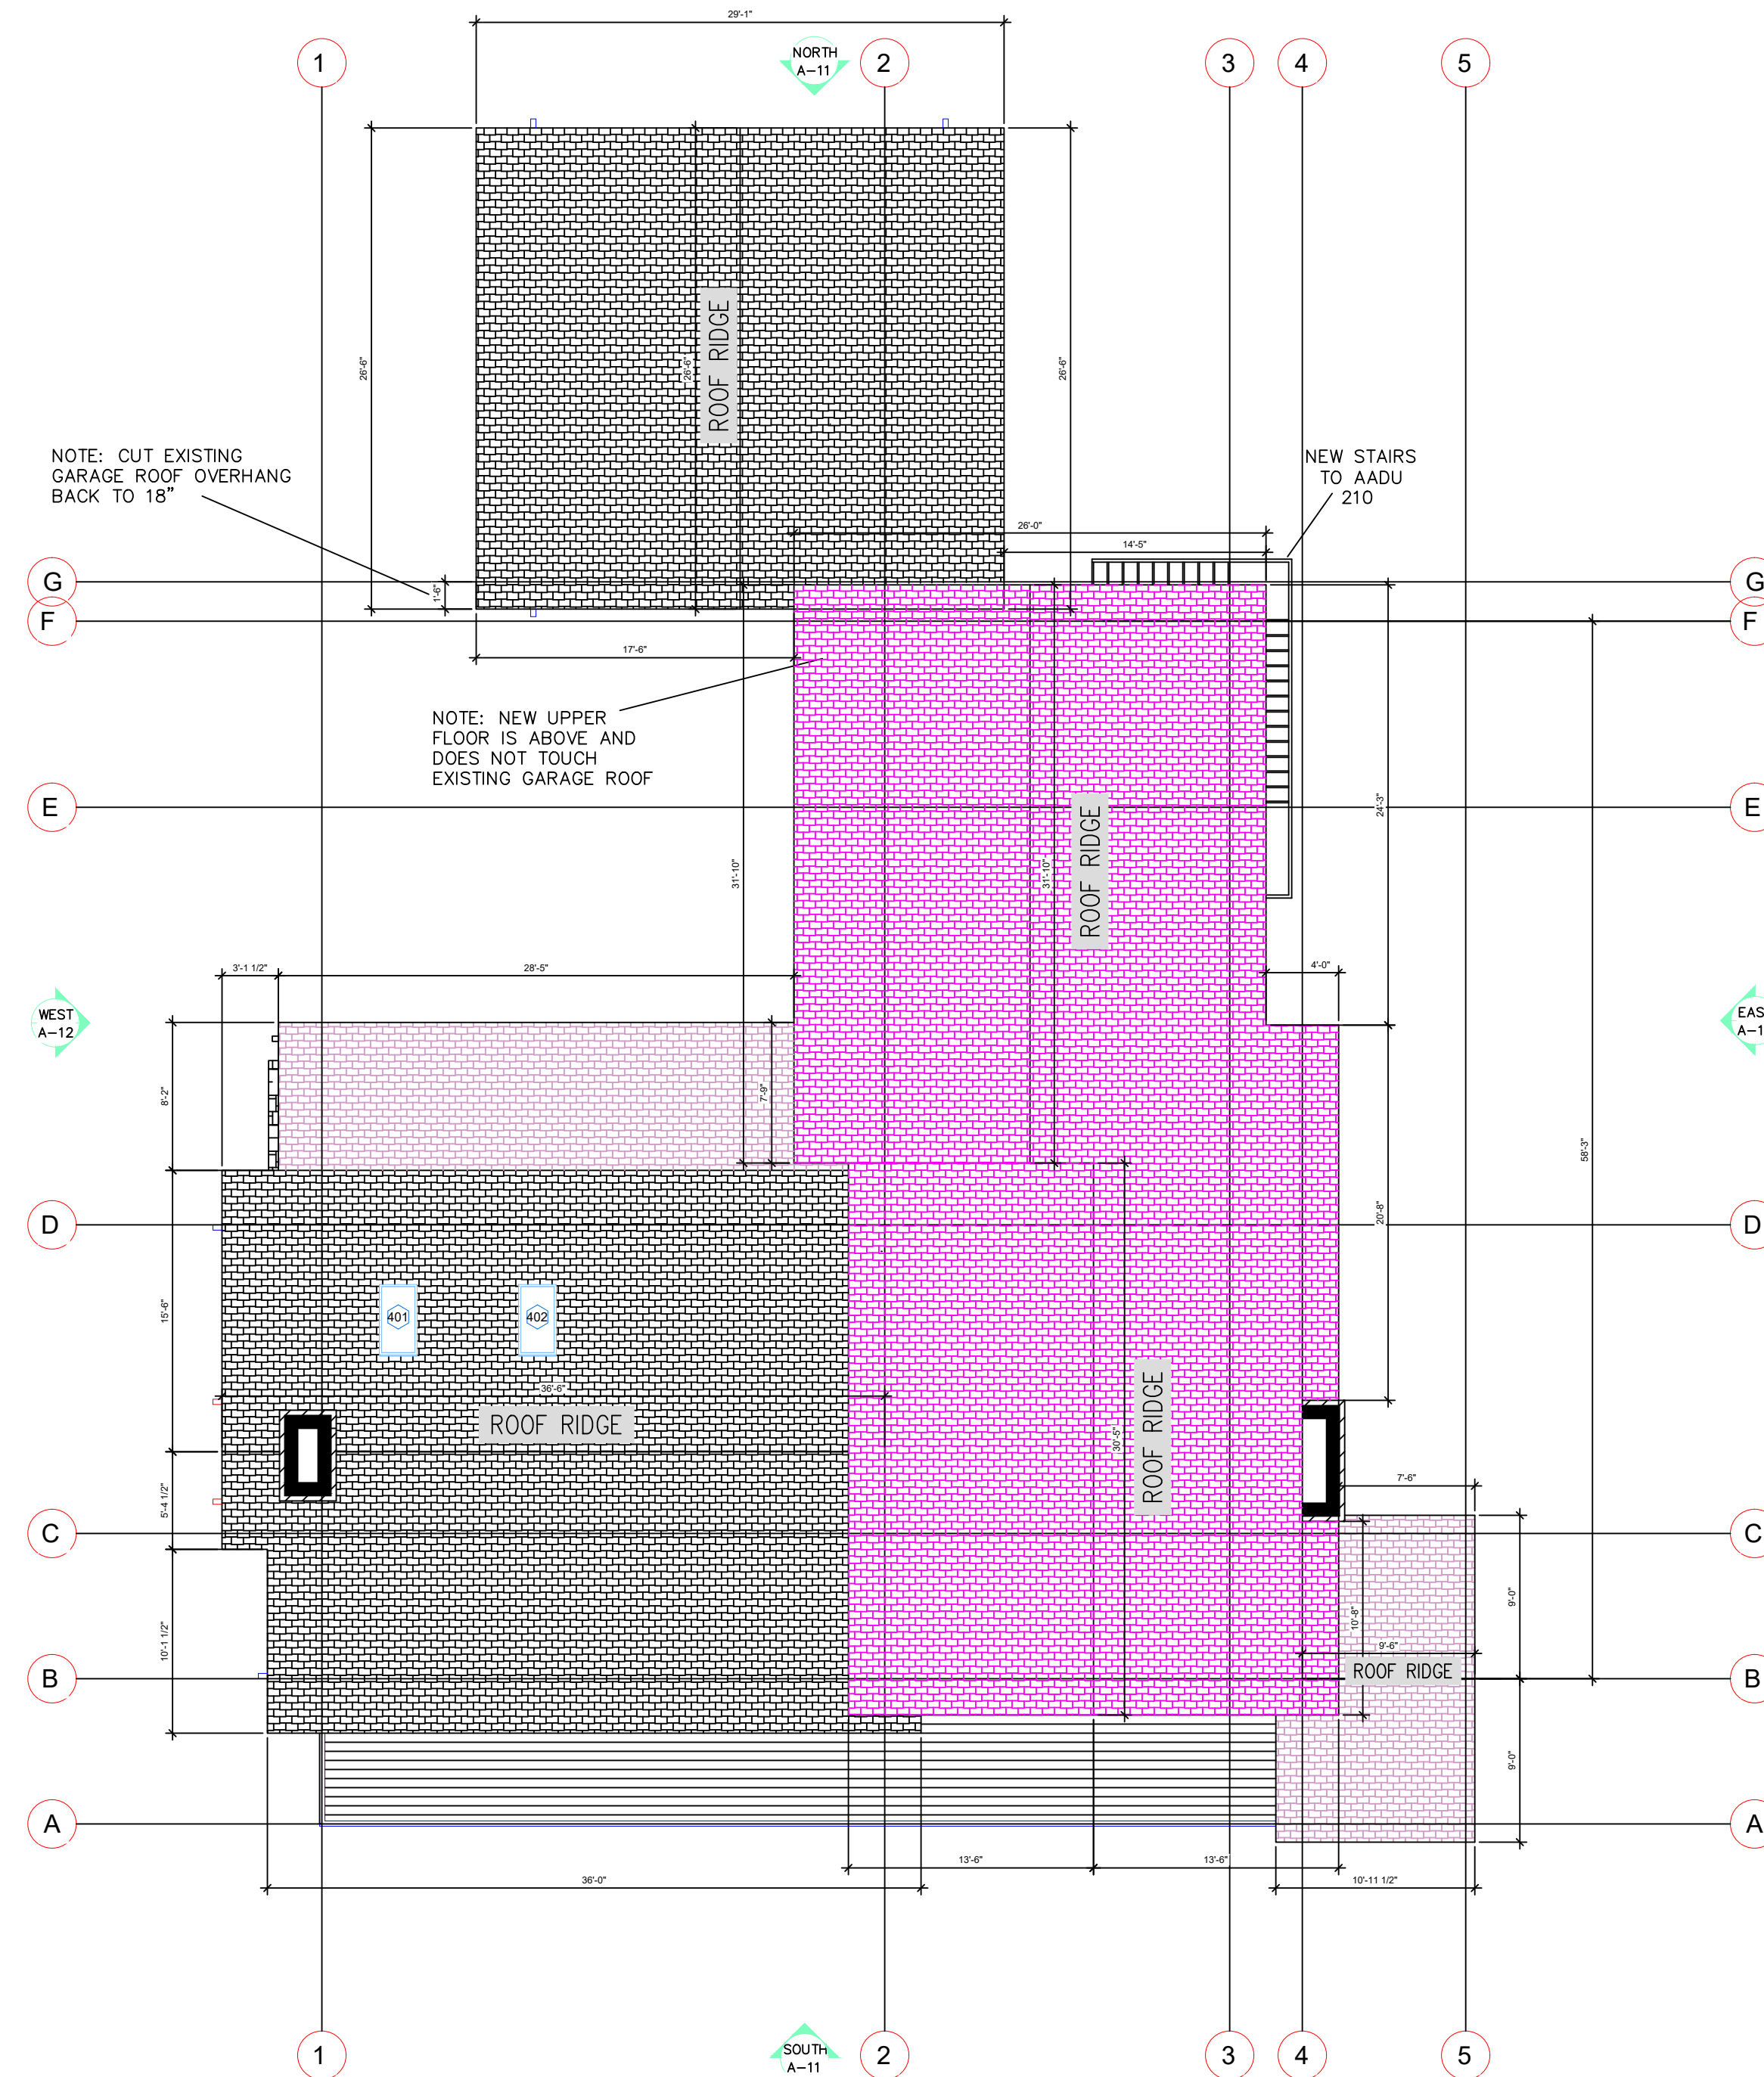 29'-1"
NORTH
A-11
1
2
3
4
5
26'-6"
26'-6"
26'-6"
ROOF RIDGE
NOTE: CUT EXISTING
GARAGE ROOF OVERHANG
BACK TO 18"
NEW STAIRS
TO AADU
210
26'-0"
14'-5"
G
G
1'-6"
F
F
17'-6"
NOTE: NEW UPPER
FLOOR IS ABOVE AND
DOES NOT TOUCH
EXISTING GARAGE ROOF
E
E
24'-3"
31'-10"
31'-10"
ROOF RIDGE
3'-1 1/2"
28'-5"
4'-0"
WEST
A-12
EAS
A-1
8'-2"
7'-9"
58'-3"
D
D
20'-8"
15'-6"
401
402
36'-6"
ROOF RIDGE
30'-5"
ROOF RIDGE
7'-6"
5'-4 1/2"
C
C
9'-0"
10'-8"
10'-1 1/2"
9'-6"
ROOF RIDGE
B
B
9'-0"
A
A
13'-6"
13'-6"
36'-0"
10'-11 1/2"
1
SOUTH
A-11
2
3
4
5